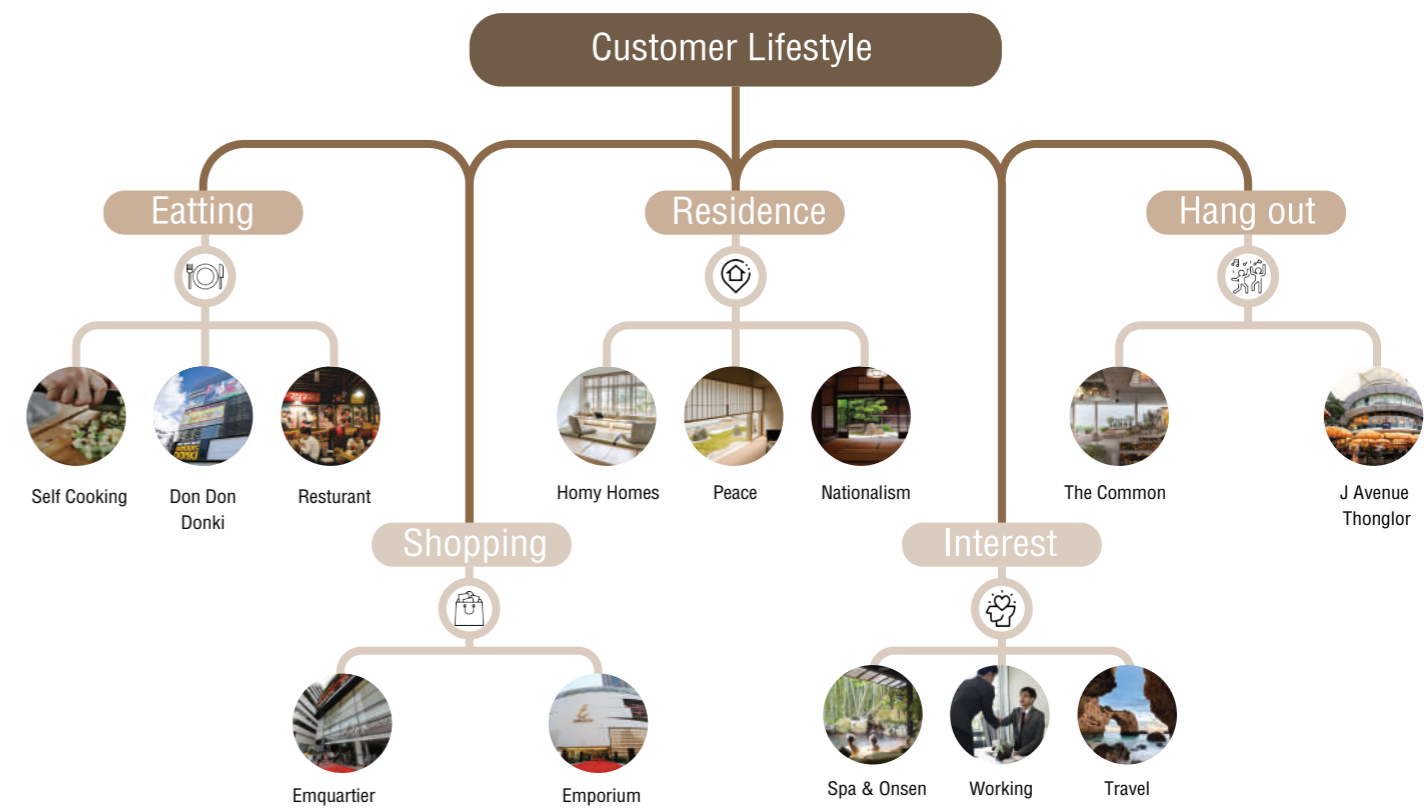 Customer Lifestyle
Eatting
Residence
Hang out
Self Cooking
Don Don
Donki
Resturant
Homy Homes
Peace
Nationalism
The Common
J Avenue
Thonglor
Shopping
Interest
Emquartier
Emporium
Spa & Onsen
Working
Travel